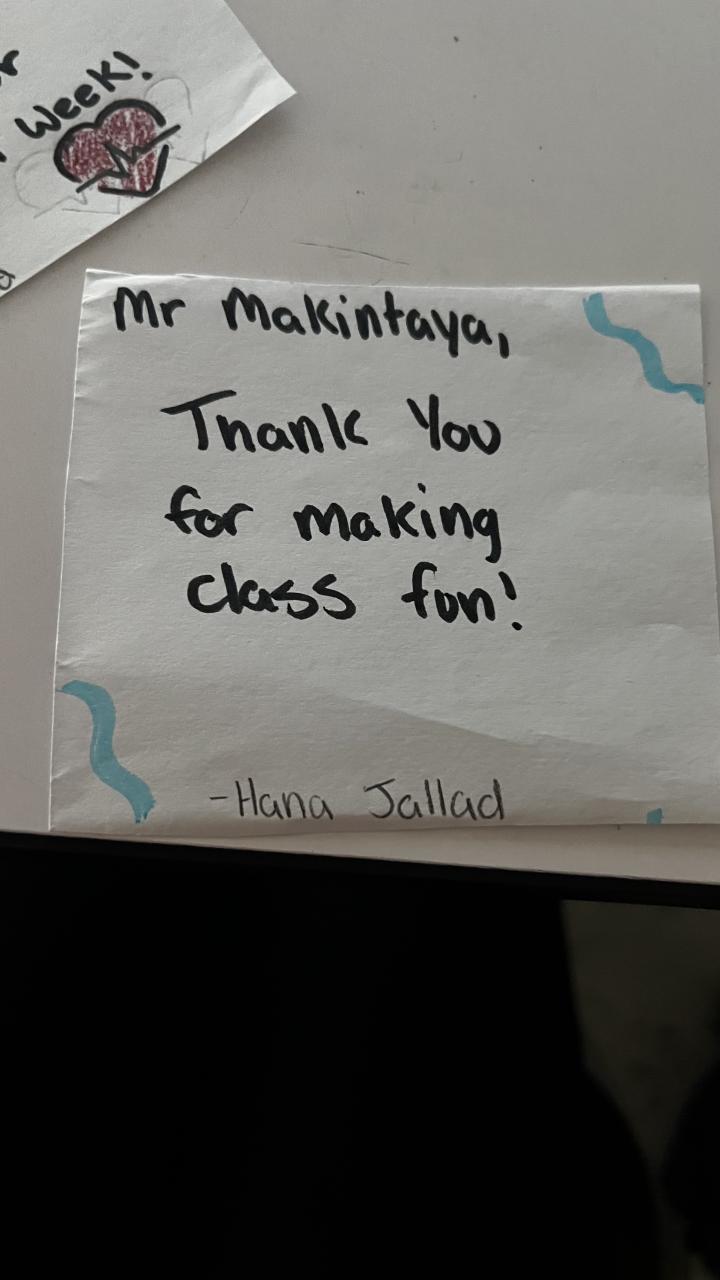 Week!
Mr Makintaya,
Thank You
for making
class fun!
-Hana Jallad